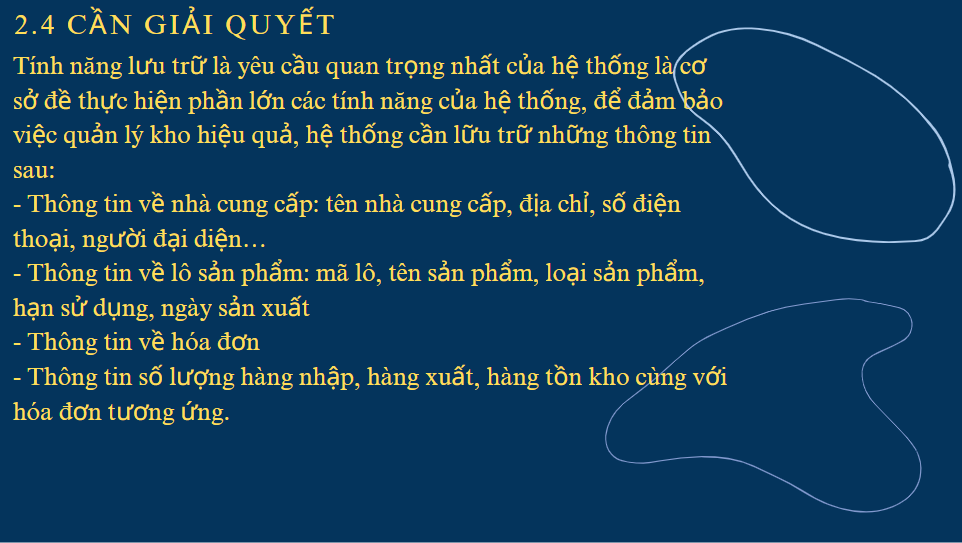 2.4 CẦN GIẢI QUYẾT
Tính năng lưu trữ là yêu cầu quan trọng nhất của hệ thống là cơ
sở đề thực hiện phần lớn các tính năng của hệ thống, để đảm bảo
việc quản lý kho hiệu quả, hệ thống cần lữu trữ những thông tin
sau:
- Thông tin về nhà cung cấp: tên nhà cung cấp, địa chỉ, số điện
thoại, người đại diện…
- Thông tin về lô sản phẩm: mã lô, tên sản phẩm, loại sản phẩm,
hạn sử dụng, ngày sản xuất
- Thông tin về hóa đơn
- Thông tin số lượng hàng nhập, hàng xuất, hàng tồn kho cùng với
hóa đơn tương ứng.